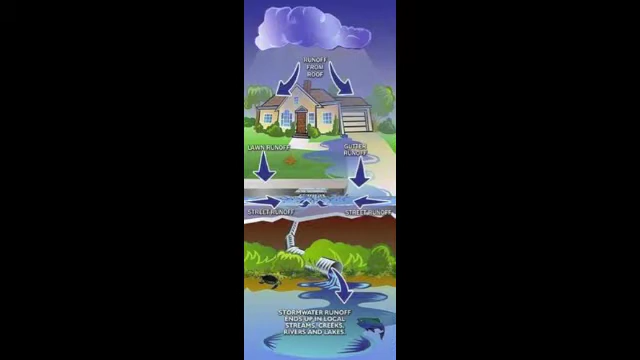 RUNOFF
FROM
ROOF
LAWN RUNOFF
GUTTER
RUNOFF
STREET RUNOFF
STREET RUNOFF
STORMWATER RUNOFF
ENDS UP IN LOCAL
STREAMS, CREEKS,
RIVERS AND LAKES.